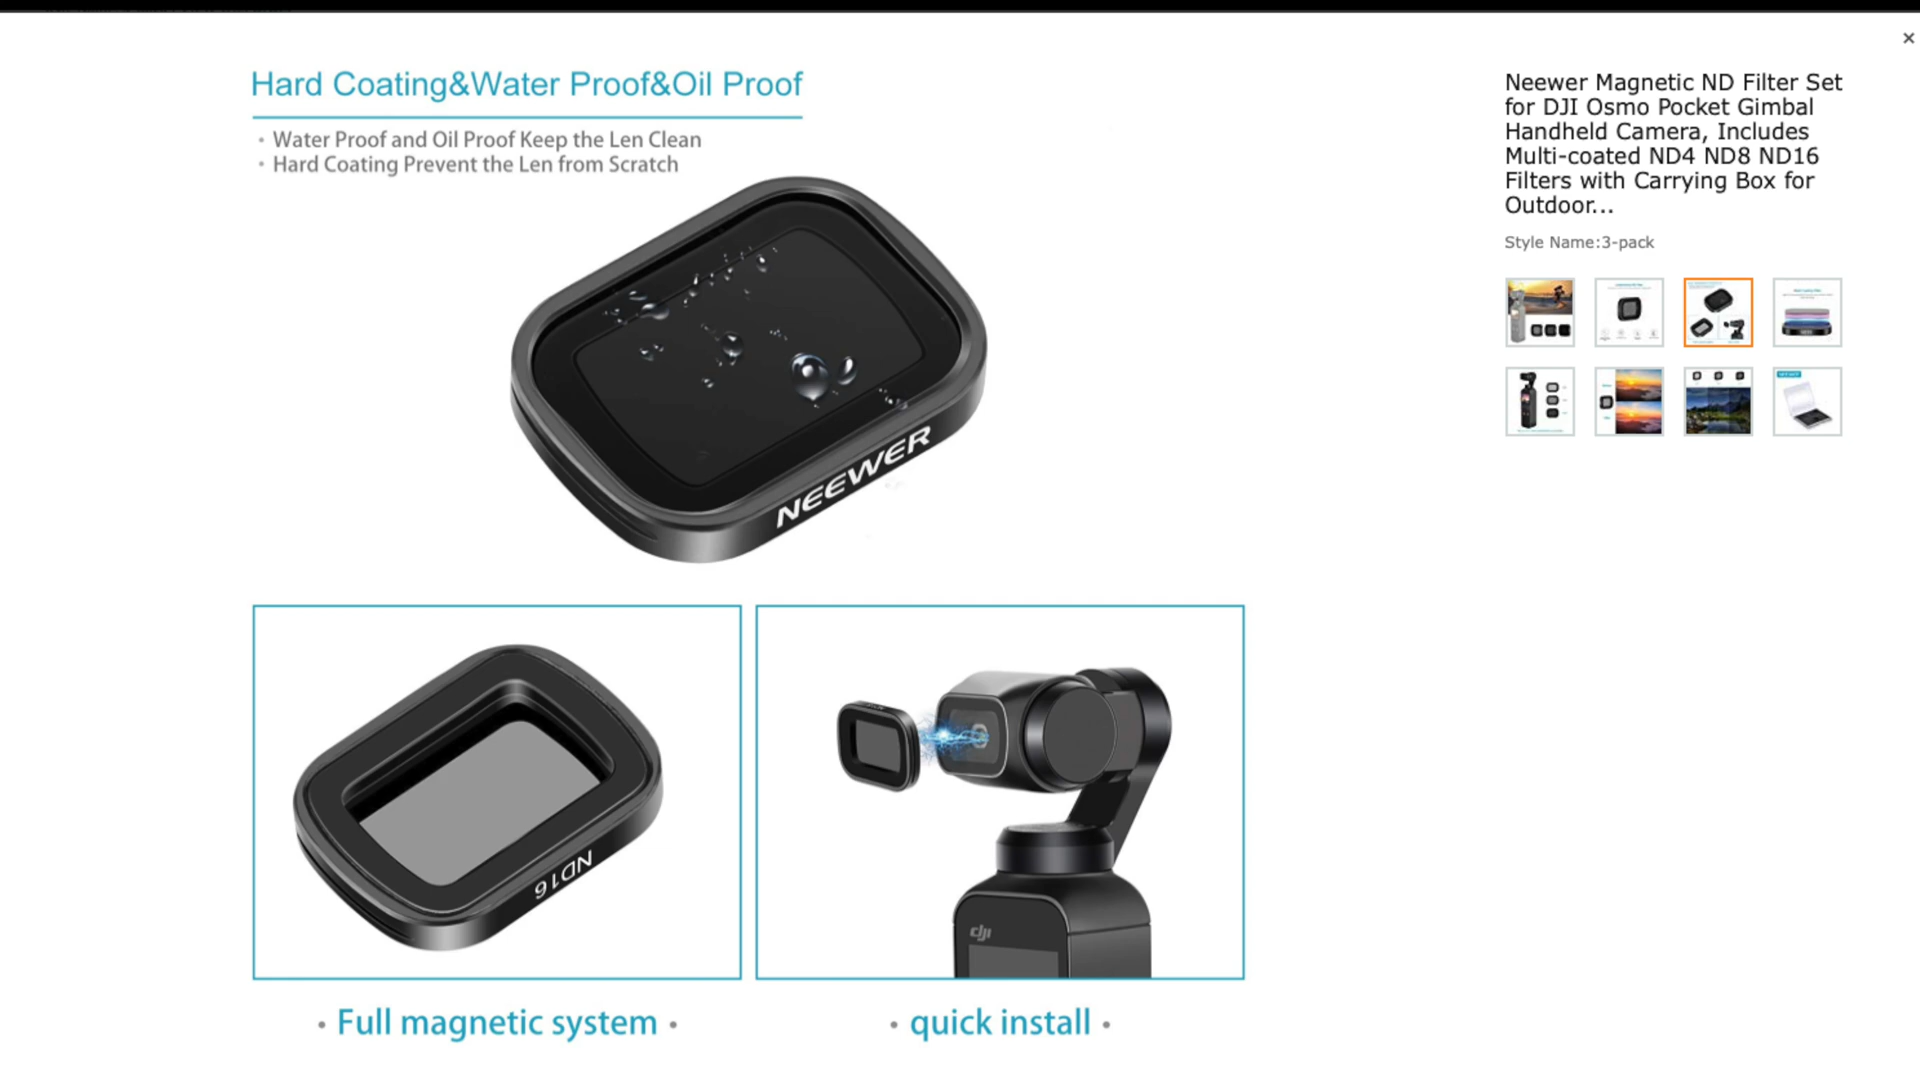 Hard Coating&Water Proof&Oil Proof
· Water Proof and Oil Proof Keep the Len Clean
· Hard Coating Prevent the Len from Scratch
NEEWER
ND16
dji
· Full magnetic system ·
· quick install ·
×
Neewer Magnetic ND Filter Set
for DJI Osmo Pocket Gimbal
Handheld Camera, Includes
Multi-coated ND4 ND8 ND16
Filters with Carrying Box for
Outdoor...
Style Name:3-pack